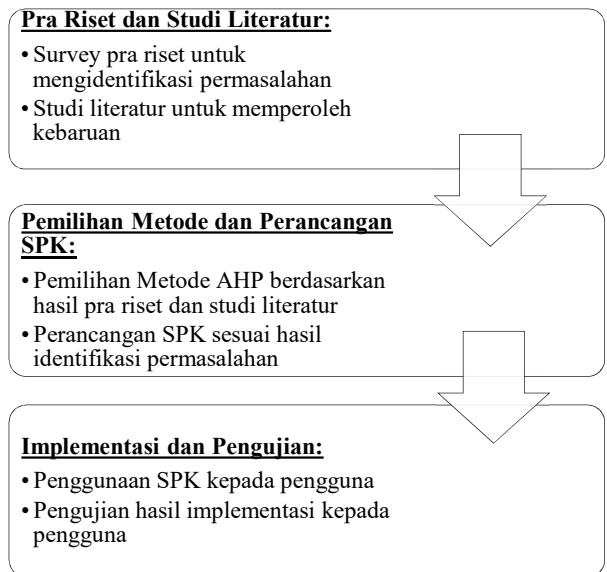 Pra Riset dan Studi Literatur:
• Survey pra riset untuk
mengidentifikasi permasalahan
• Studi literatur untuk memperoleh
kebaruan
Pemilihan Metode dan Perancangan
SPK:
• Pemilihan Metode AHP berdasarkan
hasil pra riset dan studi literatur
• Perancangan SPK sesuai hasil
identifikasi permasalahan
Implementasi dan Pengujian:
• Penggunaan SPK kepada pengguna
• Pengujian hasil implementasi kepada
pengguna